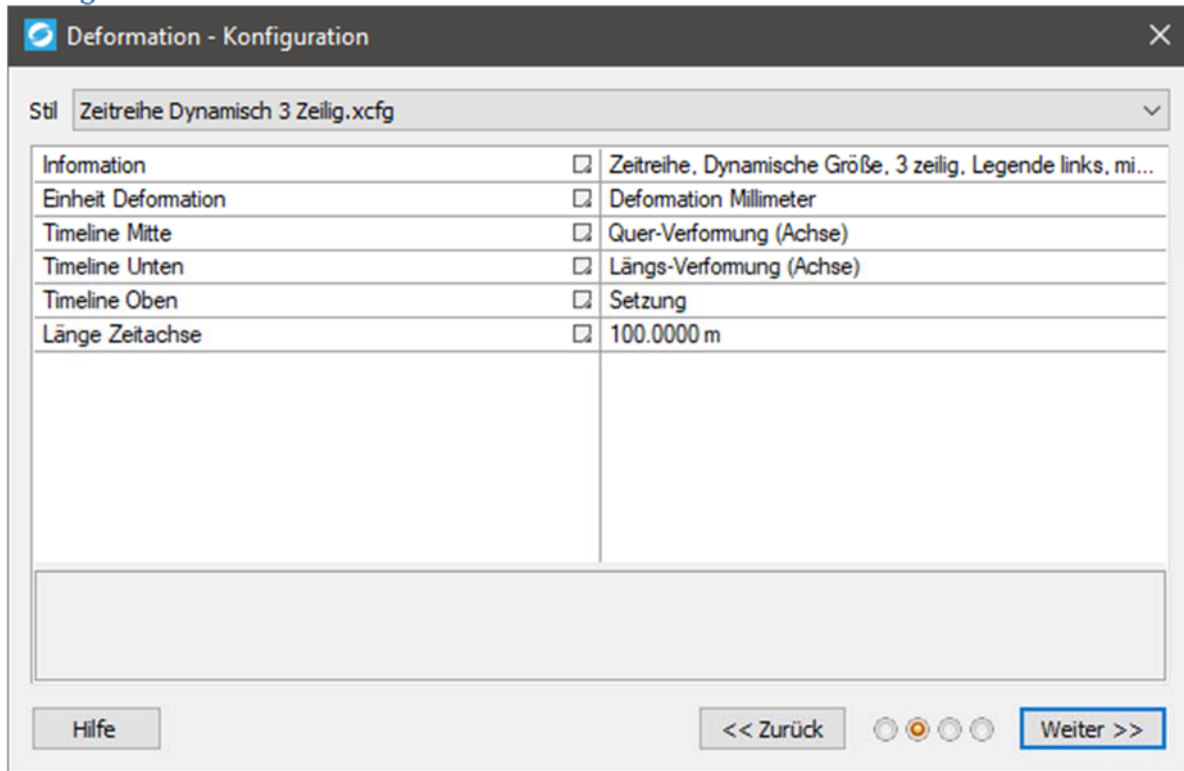 Deformation - Konfiguration
Stil Zeitreihe Dynamisch 3 Zeilig.xcfg
Information Zeitreihe, Dynamische Größe, 3 zeilig, Legende links, mi...
Einheit Deformation Deformation Millimeter
Timeline Mitte Quer-Verformung (Achse)
Timeline Unten Längs-Verformung (Achse)
Timeline Oben Setzung
Länge Zeitachse 100.0000 m
Hilfe << Zurück Weiter >>